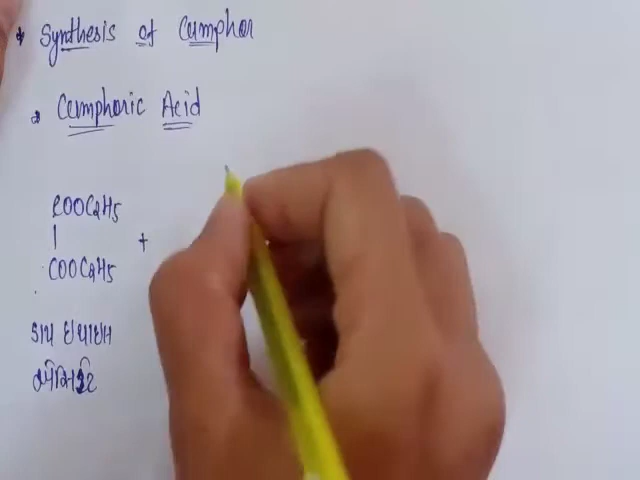 * Synthesis of Camphor
Camphoric Acid
COOC2H5
| +
COOC2H5
ડાય ઇથાઇલ